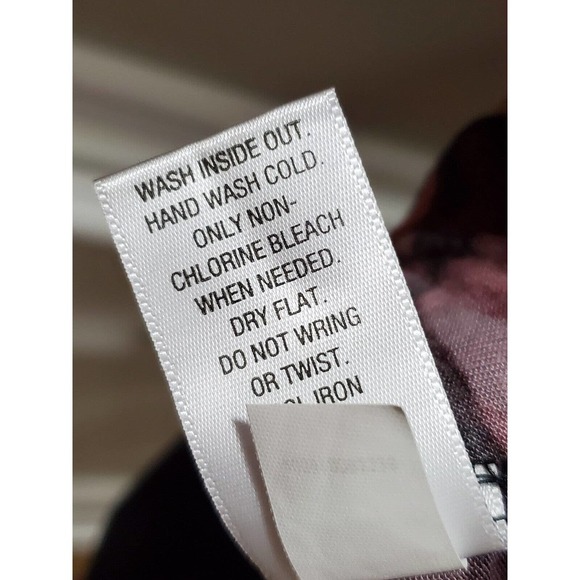 WASH INSIDE OUT.
HAND WASH COLD.
ONLY NON-
CHLORINE BLEACH
WHEN NEEDED.
DRY FLAT.
DO NOT WRING
OR TWIST.
IRON